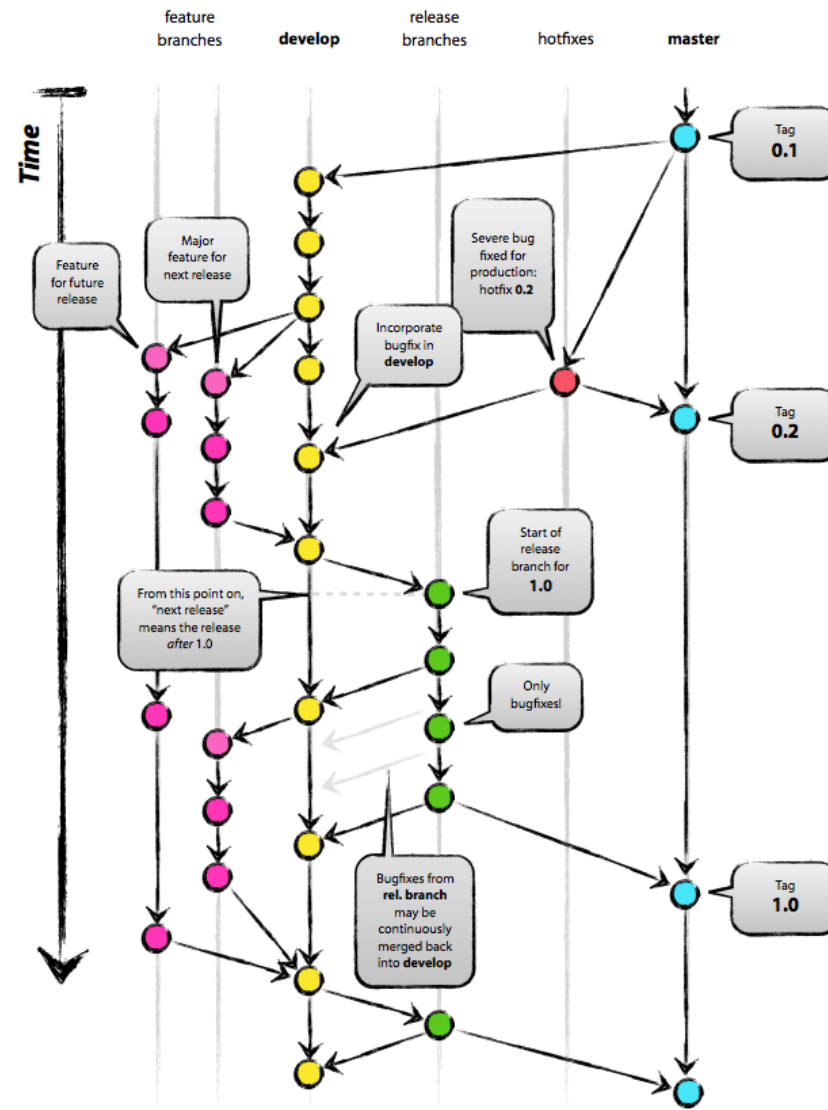 feature
branches
develop
release
branches
hotfixes
master
Time
Tag
0.1
Feature
for future
release
Major
feature for
next release
Severe bug
fixed for
production:
hotfix 0.2
Incorporate
bugfix in
develop
Tag
0.2
Start of
release
branch for
1.0
From this point on,
“next release”
means the release
after 1.0
Only
bugfixes!
Bugfixes from
rel. branch
may be
continuously
merged back
into develop
Tag
1.0